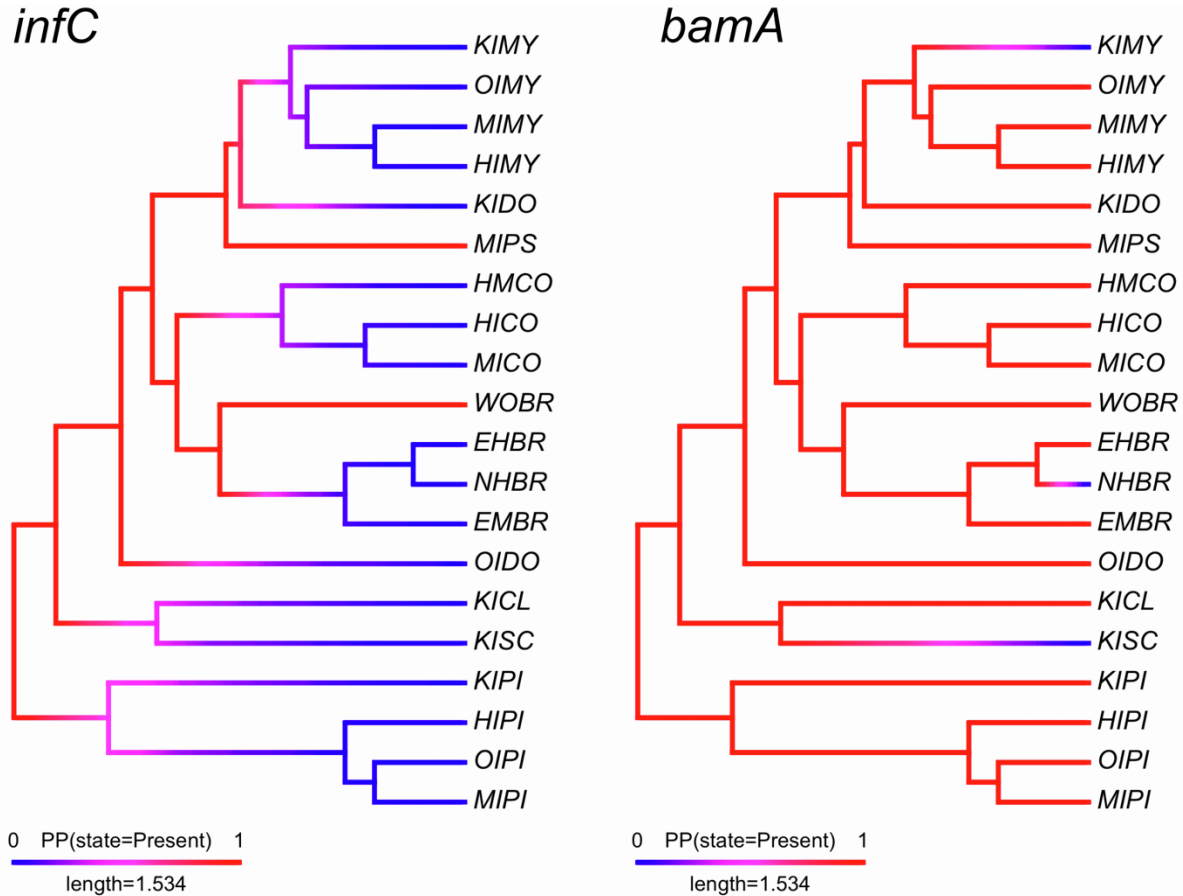 infC
KIMY
OIMY
MIMY
HIMY
KIDO
MIPS
HMCO
HICO
MICO
WOBR
EHBR
NHBR
EMBR
OIDO
KICL
KISC
KIPI
HIPI
OIPI
MIPI
0 PP(state=Present) 1
length=1.534
bamA
KIMY
OIMY
MIMY
HIMY
KIDO
MIPS
HMCO
HICO
MICO
WOBR
EHBR
NHBR
EMBR
OIDO
KICL
KISC
KIPI
HIPI
OIPI
MIPI
0 PP(state=Present) 1
length=1.534